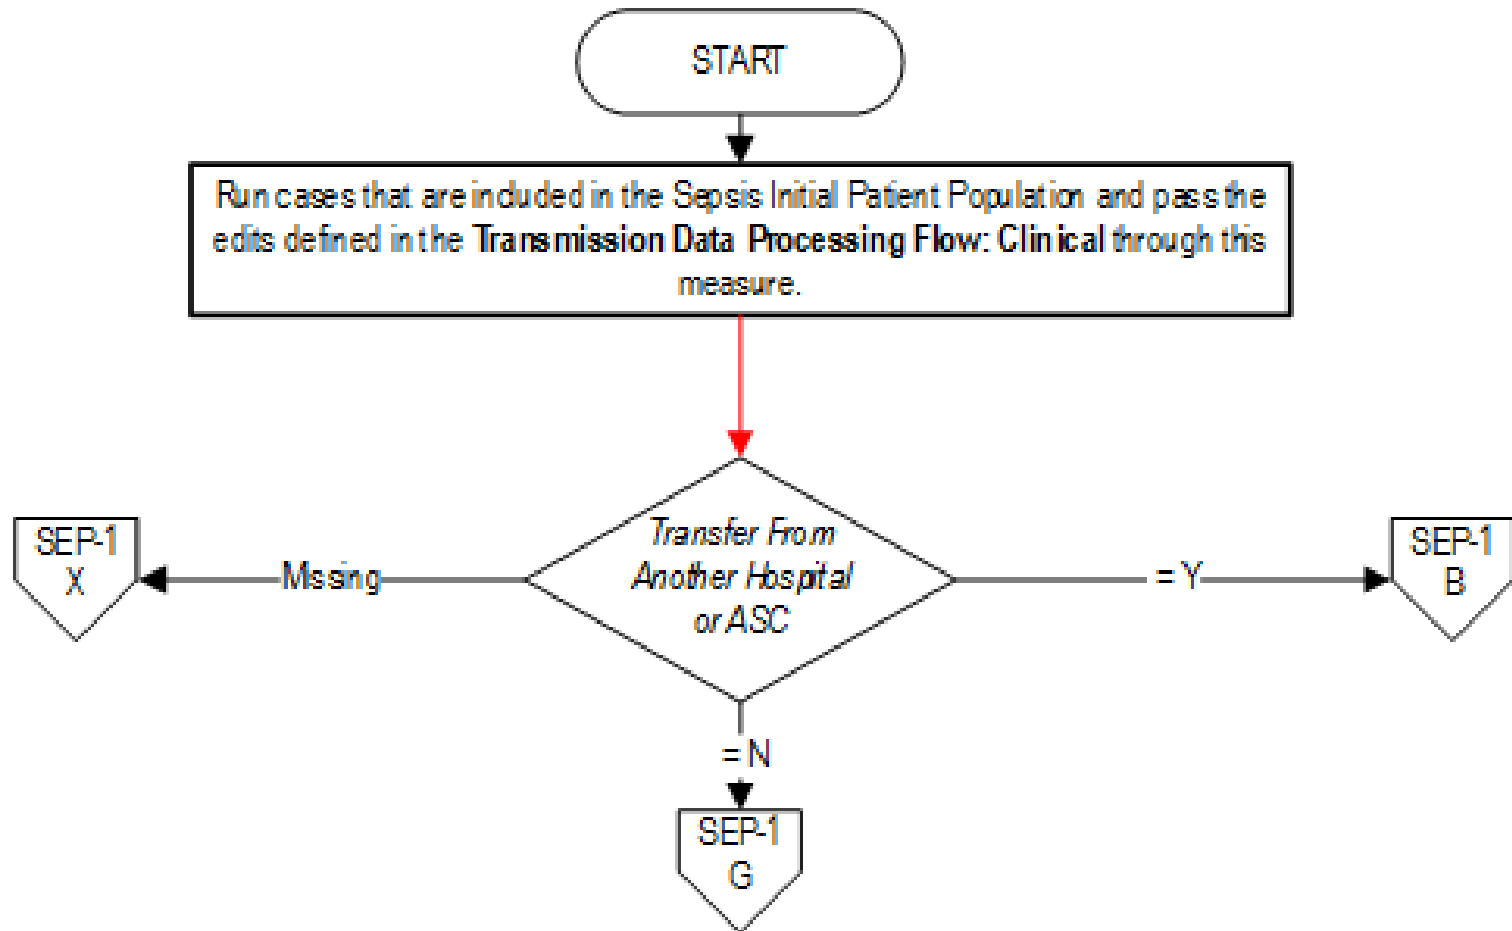 START
Run cases that are included in the Sepsis Initial Patient Population and pass the
edits defined in the Transmission Data Processing Flow: Clinical through this
measure.
Transfer From
Another Hospital
or ASC
SEP-1
X
Missing
= Y
SEP-1
B
= N
SEP-1
G